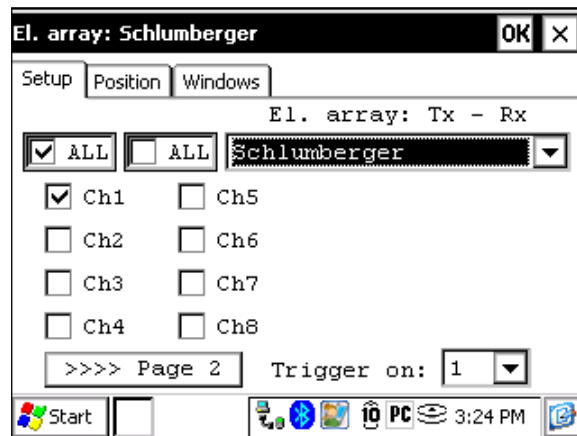 El. array: Schlumberger OK
Setup Position Windows
El. array: Tx - Rx
ALL ALL Schlumberger
Ch1 Ch5
Ch2 Ch6
Ch3 Ch7
Ch4 Ch8
>>>> Page 2 Trigger on: 1
Start PC 3:24 PM